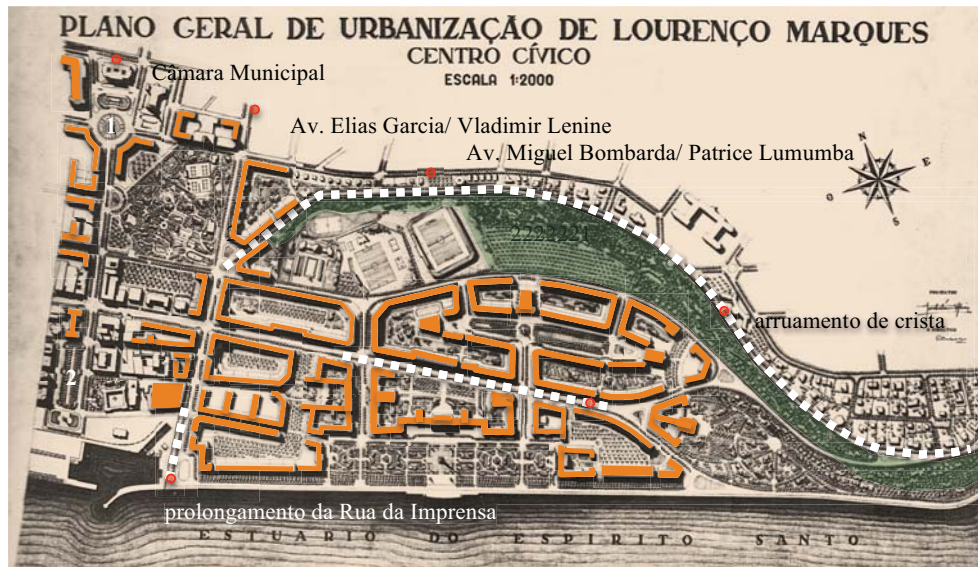 PLANO GERAL DE URBANIZAÇÃO DE LOURENÇO MARQUES
CENTRO CÍVICO
ESCALA 1:2000
Câmara Municipal
1
Av. Elias Garcia/ Vladimir Lenine
Av. Miguel Bombarda/ Patrice Lumumba
N
E
O
S
2222221
arruamento de crista
2
prolongamento da Rua da Imprensa
ESTUARIO DO ESPIRITO SANTO